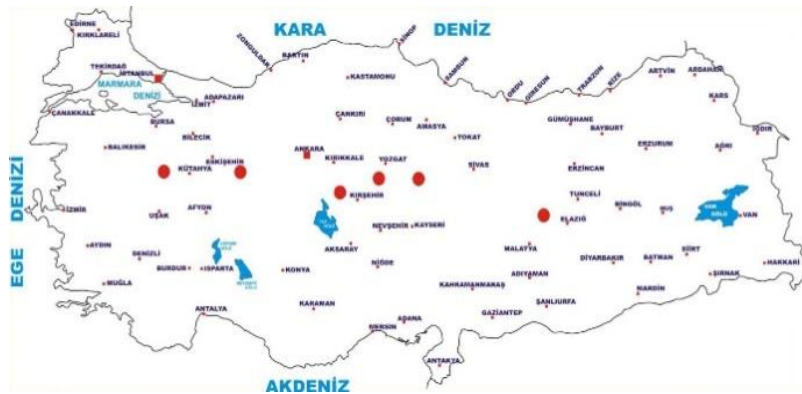 KARA DENİZ
EDİRNE
KIRKLARELİ
TEKİRDAĞ
İSTANBUL
MARMARA
DENİZİ
İZMİT
ADAPAZARI
ZONGULDAK
BARTIN
KASTAMONU
SİNOP
SAMSUN
ORDU
GİRESUN
TRABZON
RİZE
ARTVİN
ARDAHAN
KARS
IĞDIR
ÇANAKKALE
BURSA
BİLECİK
ÇANKIRI
ÇORUM
AMASYA
TOKAT
GÜMÜŞHANE
BAYBURT
ERZURUM
AĞRI
BALIKESİR
ESKİŞEHİR
KÜTAHYA
ANKARA
KIRIKKALE
YOZGAT
SİVAS
ERZİNCAN
TUNCELİ
BİNGÖL
MUŞ
VAN
GÖLÜ
VAN
EGE DENİZİ
İZMİR
UŞAK
AFYON
KIRŞEHİR
NEVŞEHİR
KAYSERİ
ELAZIĞ
MALATYA
AYDIN
DENİZLİ
BURDUR
ISPARTA
KONYA
AKSARAY
NİĞDE
KAHRAMANMARAŞ
ADIYAMAN
DİYARBAKIR
BATMAN
SİİRT
ŞIRNAK
HAKKARİ
MUĞLA
ANTALYA
KARAMAN
MERSİN
ADANA
GAZİANTEP
ŞANLIURFA
MARDİN
ANTAKYA
AKDENİZ